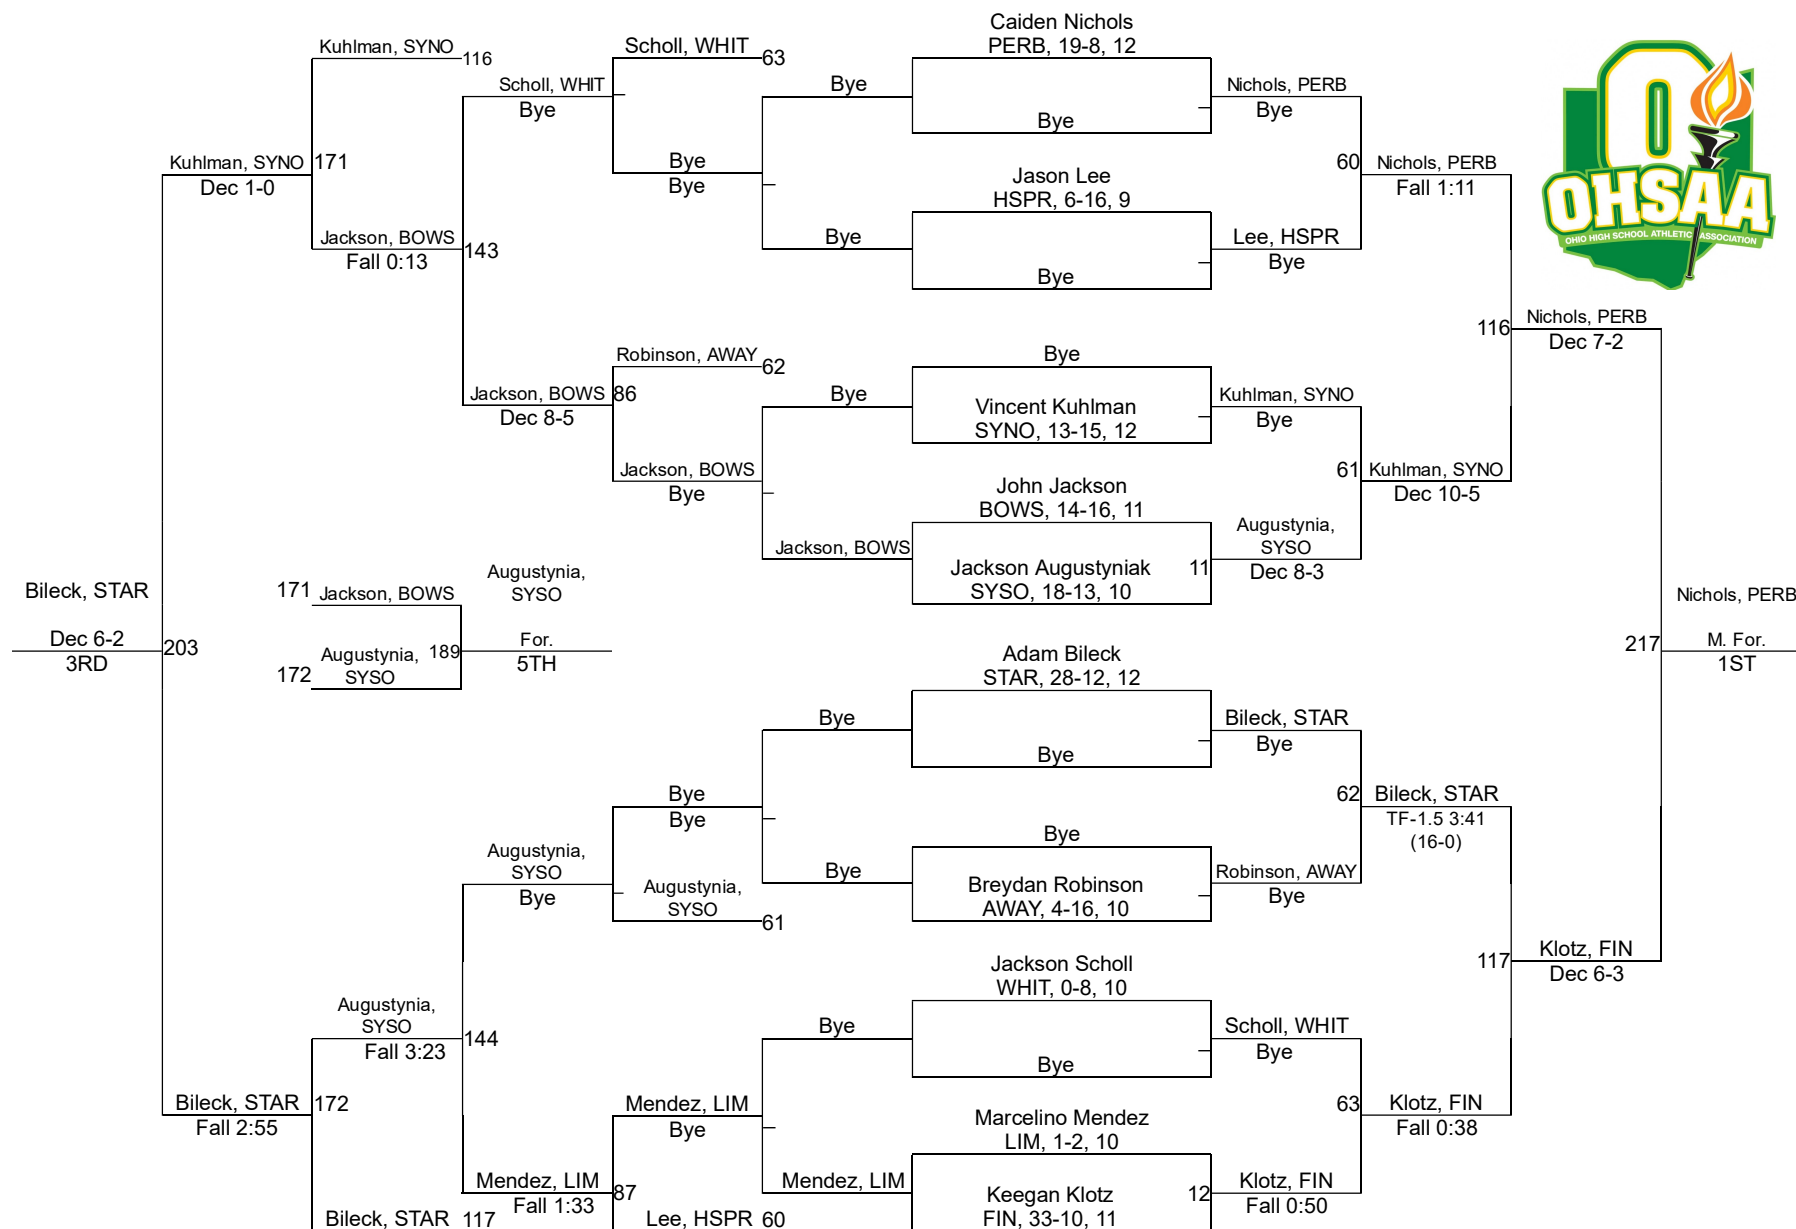 Caiden Nichols
Kuhlman, SYNO
116
Scholl, WHIT
63
PERB, 19-8, 12
Scholl, WHIT
Bye
Bye
Bye
Nichols, PERB
Bye
Bye
Kuhlman, SYNO
171
Dec 1-0
Bye
Bye
Jason Lee
HSPR, 6-16, 9
60
Nichols, PERB
Fall 1:11
Jackson, BOWS
Fall 0:13
143
Bye
Bye
Lee, HSPR
Bye
OHSAA
OHIO HIGH SCHOOL ATHLETIC ASSOCIATION
116
Nichols, PERB
Dec 7-2
Robinson, AWAY
62
Bye
Jackson, BOWS
86
Dec 8-5
Bye
Vincent Kuhlman
SYNO, 13-15, 12
Kuhlman, SYNO
Bye
Jackson, BOWS
Bye
John Jackson
BOWS, 14-16, 11
61
Kuhlman, SYNO
Dec 10-5
Jackson, BOWS
Jackson Augustyniak
SYSO, 18-13, 10
11
Augustynia,
SYSO
Dec 8-3
Bileck, STAR
Dec 6-2
3RD
203
171
Jackson, BOWS
172
Augustynia,
SYSO
189
Augustynia,
SYSO
For.
5TH
217
Nichols, PERB
M. For.
1ST
Adam Bileck
STAR, 28-12, 12
Bye
Bye
Bileck, STAR
Bye
Bye
Bye
62
Bileck, STAR
TF-1.5 3:41
(16-0)
Augustynia,
SYSO
Bye
Augustynia,
SYSO
61
Bye
Bye
Breydan Robinson
AWAY, 4-16, 10
Robinson, AWAY
Bye
117
Klotz, FIN
Dec 6-3
Jackson Scholl
WHIT, 0-8, 10
Augustynia,
SYSO
Fall 3:23
144
Bye
Bye
Scholl, WHIT
Bye
Bileck, STAR
172
Fall 2:55
Mendez, LIM
Bye
Marcelino Mendez
LIM, 1-2, 10
63
Klotz, FIN
Fall 0:38
Mendez, LIM
Fall 1:33
87
Mendez, LIM
Keegan Klotz
FIN, 33-10, 11
12
Klotz, FIN
Fall 0:50
Bileck, STAR
117
Lee, HSPR
60